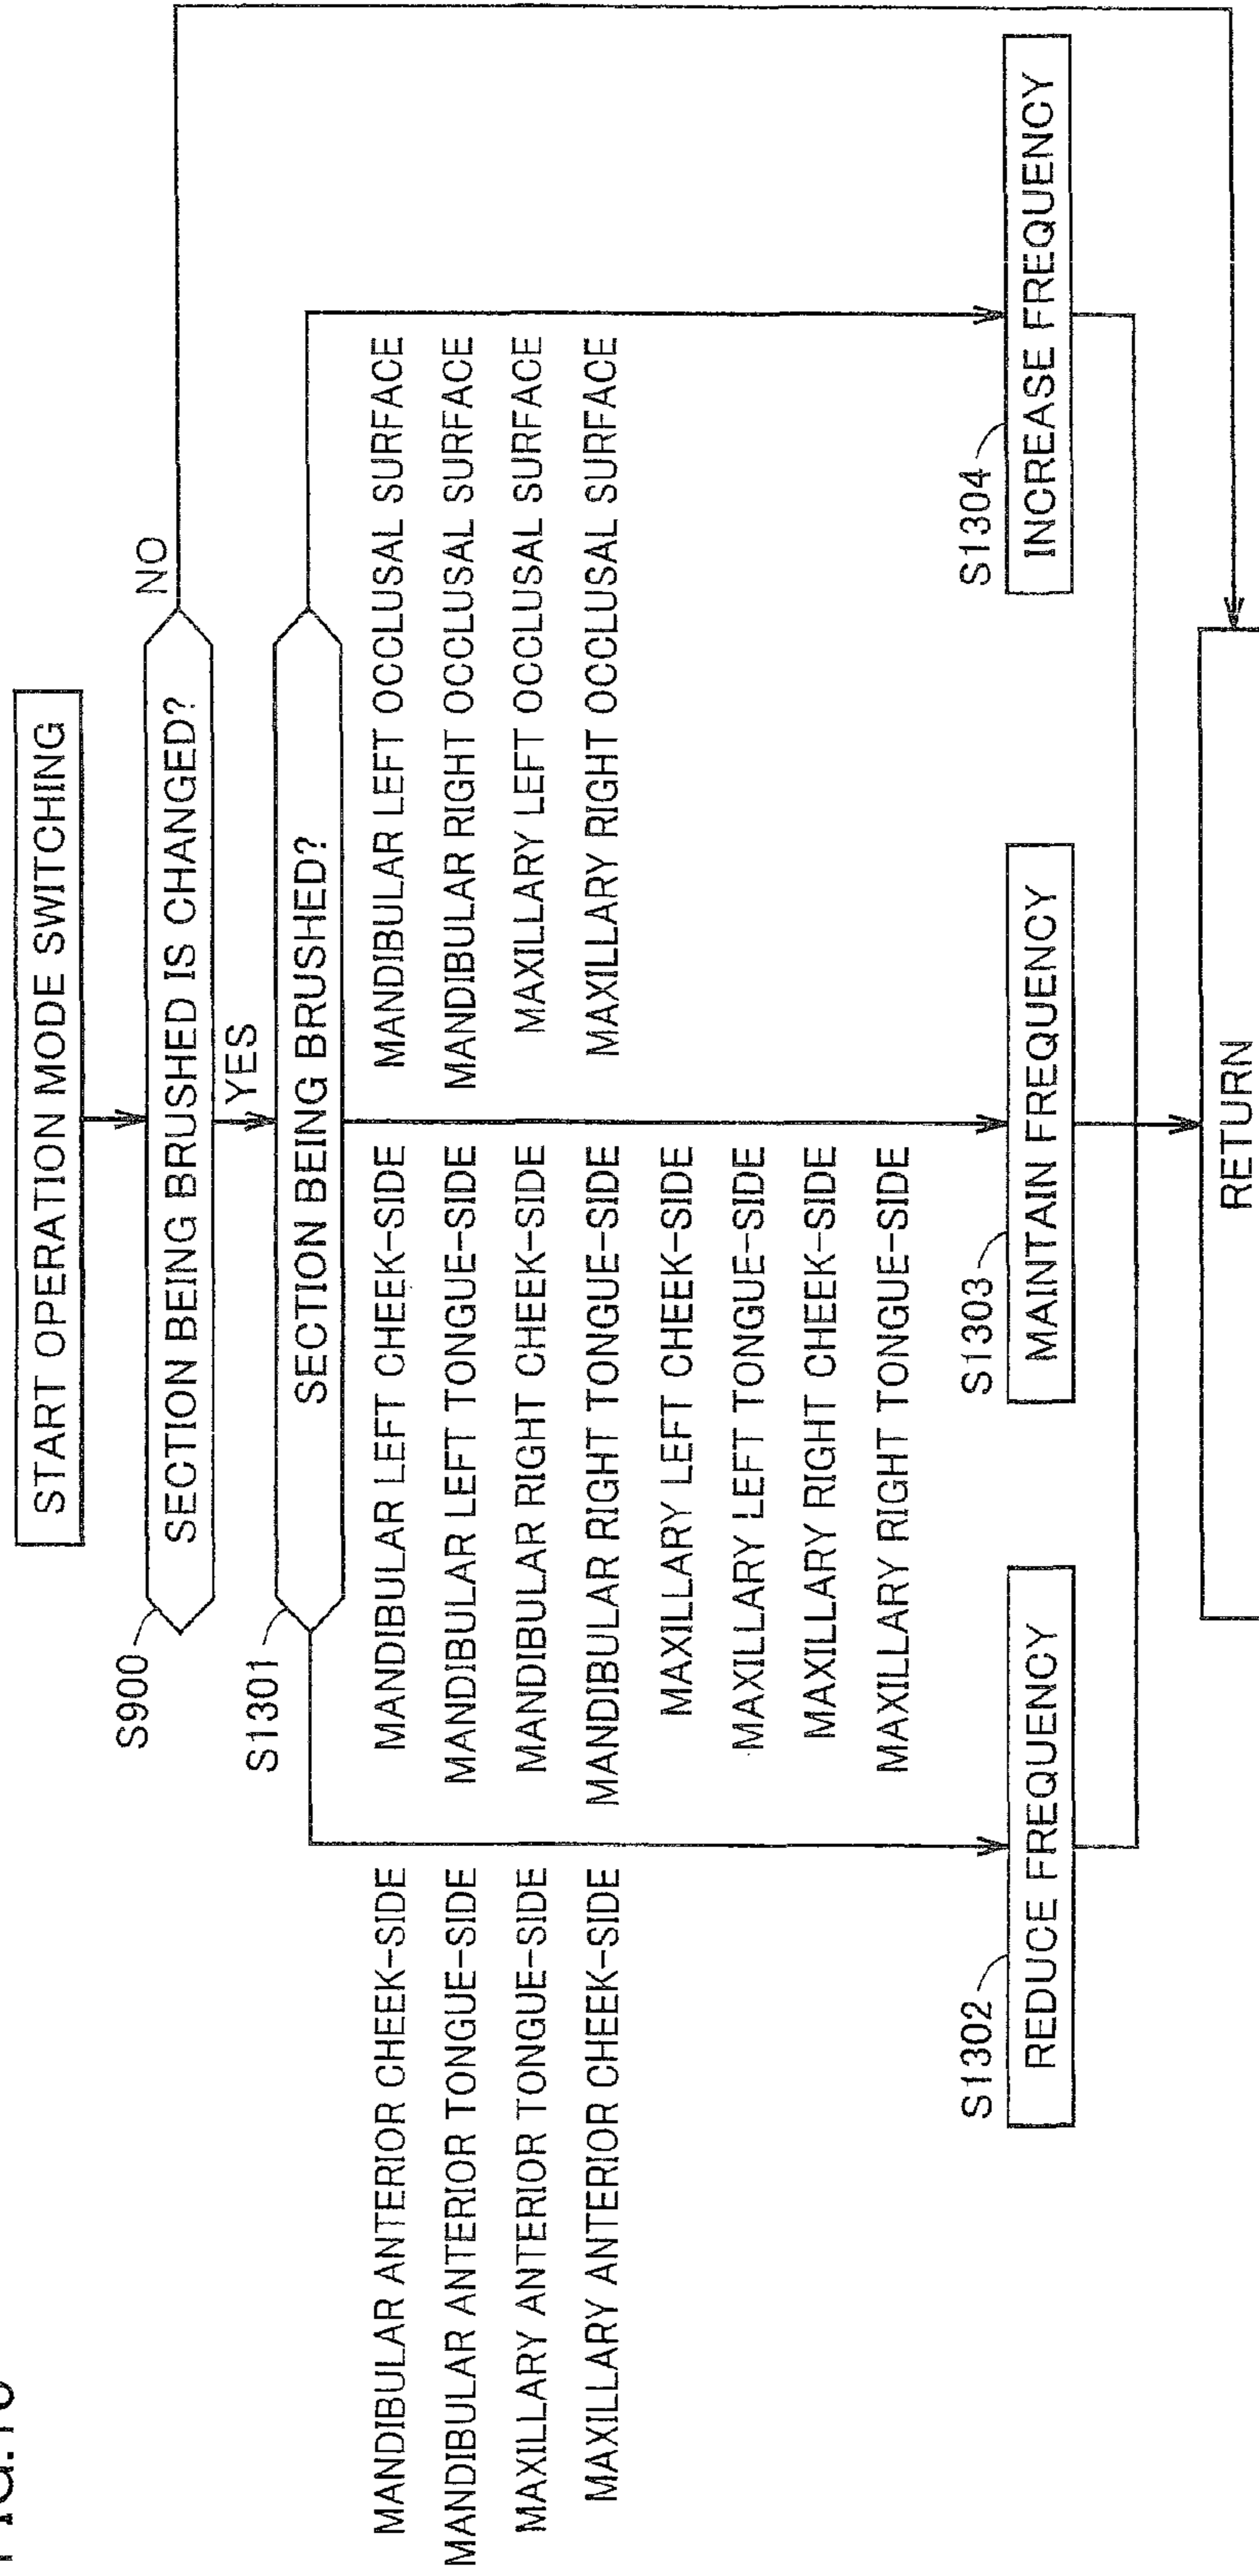 START OPERATION MODE SWITCHING
S900
SECTION BEING BRUSHED IS CHANGED?
NO
YES
S1301
SECTION BEING BRUSHED?
MANDIBULAR ANTERIOR CHEEK-SIDE
MANDIBULAR ANTERIOR TONGUE-SIDE
MAXILLARY ANTERIOR TONGUE-SIDE
MAXILLARY ANTERIOR CHEEK-SIDE
MANDIBULAR LEFT CHEEK-SIDE
MANDIBULAR LEFT TONGUE-SIDE
MANDIBULAR RIGHT CHEEK-SIDE
MANDIBULAR RIGHT TONGUE-SIDE
MAXILLARY LEFT CHEEK-SIDE
MAXILLARY LEFT TONGUE-SIDE
MAXILLARY RIGHT CHEEK-SIDE
MAXILLARY RIGHT TONGUE-SIDE
MANDIBULAR LEFT OCCLUSAL SURFACE
MANDIBULAR RIGHT OCCLUSAL SURFACE
MAXILLARY LEFT OCCLUSAL SURFACE
MAXILLARY RIGHT OCCLUSAL SURFACE
S1302
REDUCE FREQUENCY
S1303
MAINTAIN FREQUENCY
S1304
INCREASE FREQUENCY
RETURN